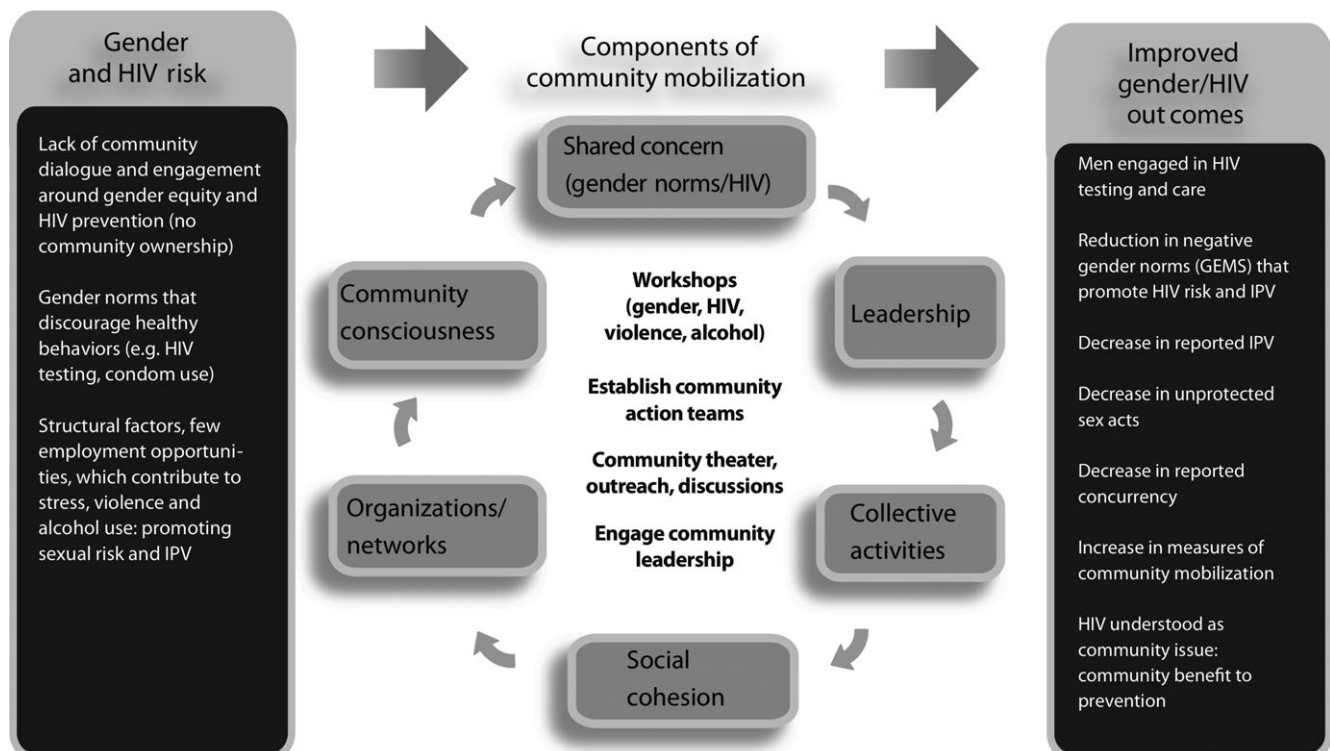 Gender
and HIV risk
Lack of community
dialogue and engagement
around gender equity and
HIV prevention (no
community ownership)
Gender norms that
discourage healthy
behaviors (e.g. HIV
testing, condom use)
Structural factors, few
employment opportuni-
ties, which contribute to
stress, violence and
alcohol use: promoting
sexual risk and IPV
Components of
community mobilization
Shared concern
(gender norms/HIV)
Leadership
Collective
activities
Social
cohesion
Organizations/
networks
Community
consciousness
Workshops
(gender, HIV,
violence, alcohol)
Establish community
action teams
Community theater,
outreach, discussions
Engage community
leadership
Improved
gender/HIV
out comes
Men engaged in HIV
testing and care
Reduction in negative
gender norms (GEMS) that
promote HIV risk and IPV
Decrease in reported IPV
Decrease in unprotected
sex acts
Decrease in reported
concurrency
Increase in measures of
community mobilization
HIV understood as
community issue:
community benefit to
prevention